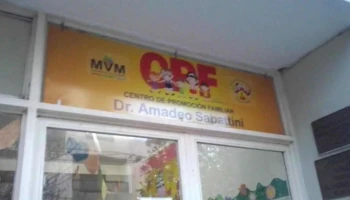 MVM
CPF
CENTRO DE PROMOCIÓN FAMILIAR
Dr. Amadeo Sabattini